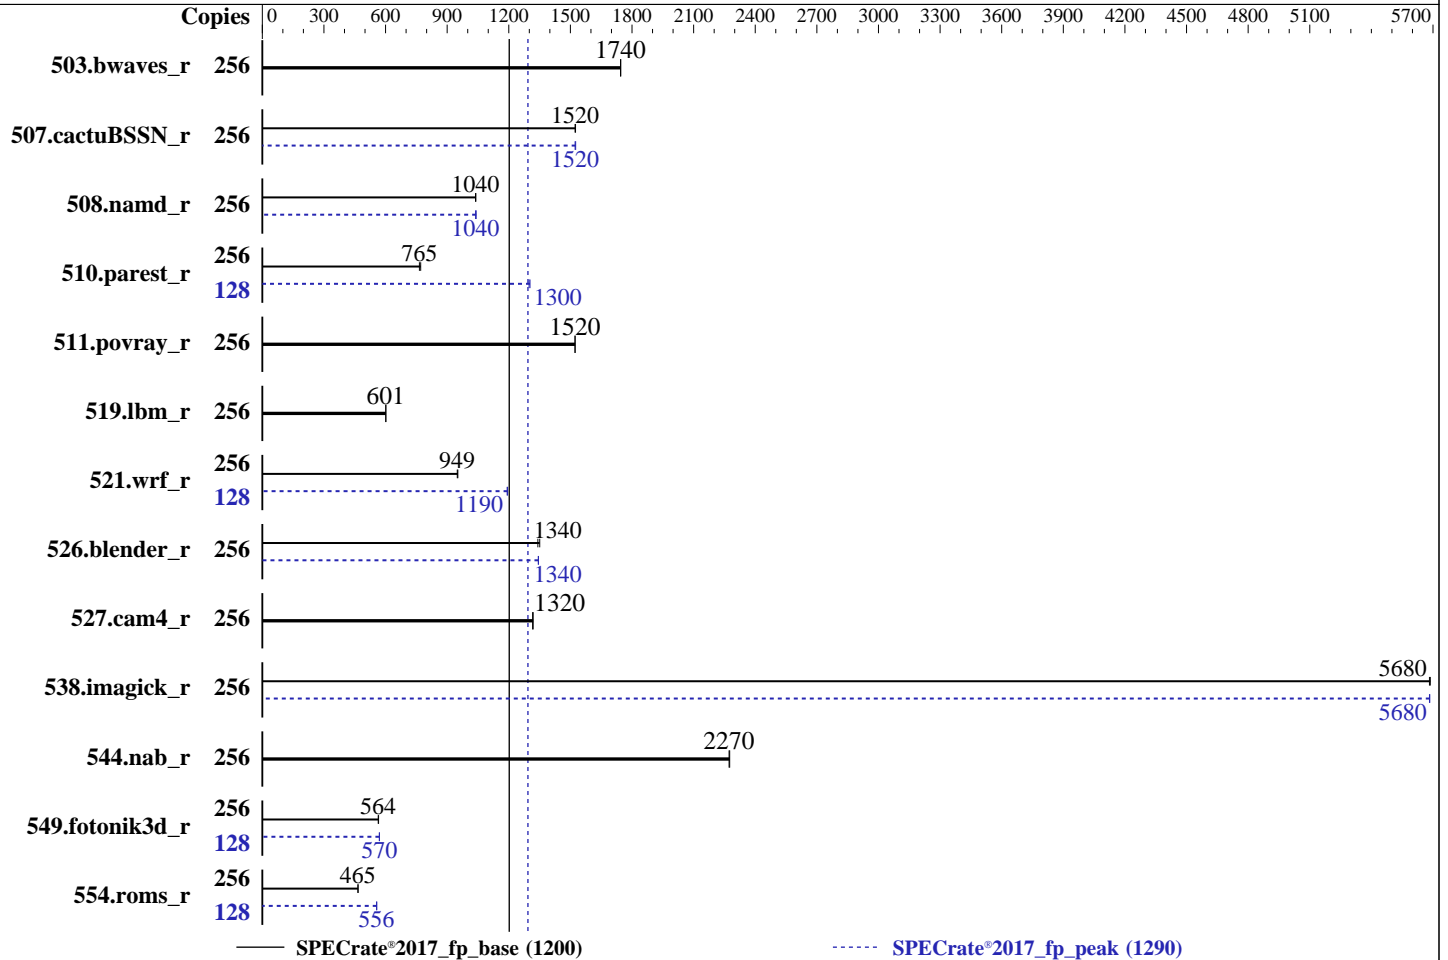 Copies 0 300 600 900 1200 1500 1800 2100 2400 2700 3000 3300 3600 3900 4200 4500 4800 5100 5700
503.bwaves_r 256 1740
507.cactuBSSN_r 256 1520
1520
508.namd_r 256 1040
1040
510.parest_r 256 765
128 1300
511.povray_r 256 1520
519.lbm_r 256 601
521.wrf_r 256 949
128 1190
526.blender_r 256 1340
1340
527.cam4_r 256 1320
538.imagick_r 256 5680
5680
544.nab_r 256 2270
549.fotonik3d_r 256 564
128 570
554.roms_r 256 465
128 556
SPECrate®2017_fp_base (1200) SPECrate®2017_fp_peak (1290)